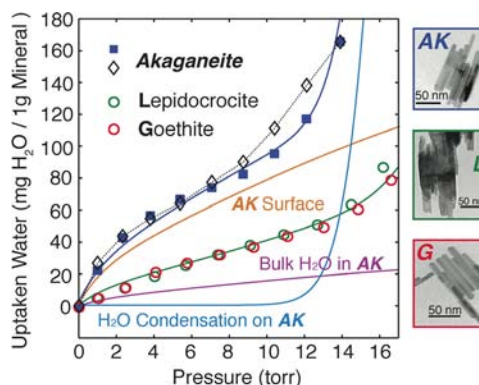 180
160
140
120
100
80
60
40
20
0
Uptaken Water (mg H₂O / 1g Mineral
Akaganeite
Lepidocrocite
Goethite
AK Surface
Bulk H₂O in AK
H₂O Condensation on AK
0 2 4 6 8 10 12 14 16
Pressure (torr)
AK
50 nm
L
50 nm
G
50 nm